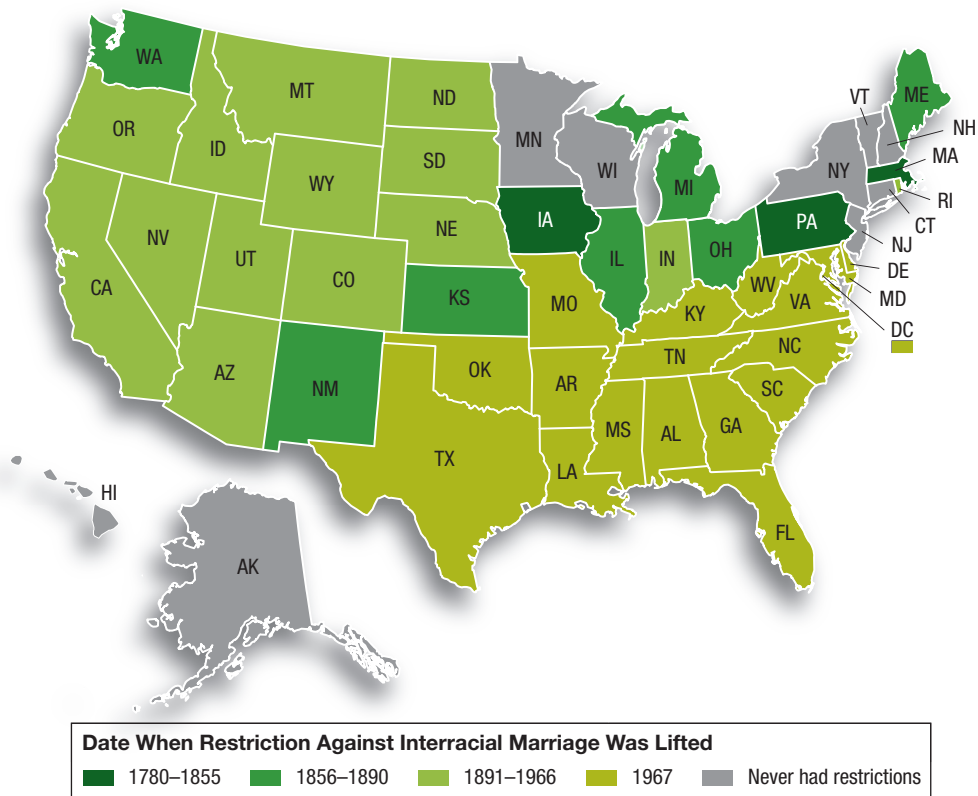 WA
MT
ND
MN
VT
ME
OR
ID
SD
WI
MI
NY
NH
MA
WY
RI
CT
NV
NE
IA
PA
NJ
UT
CO
IL
IN
OH
DE
CA
KS
MO
WV
VA
MD
KY
DC
AZ
NM
OK
AR
TN
NC
SC
TX
MS
AL
GA
LA
HI
FL
AK
Date When Restriction Against Interracial Marriage Was Lifted
1780–1855 1856–1890 1891–1966 1967 Never had restrictions